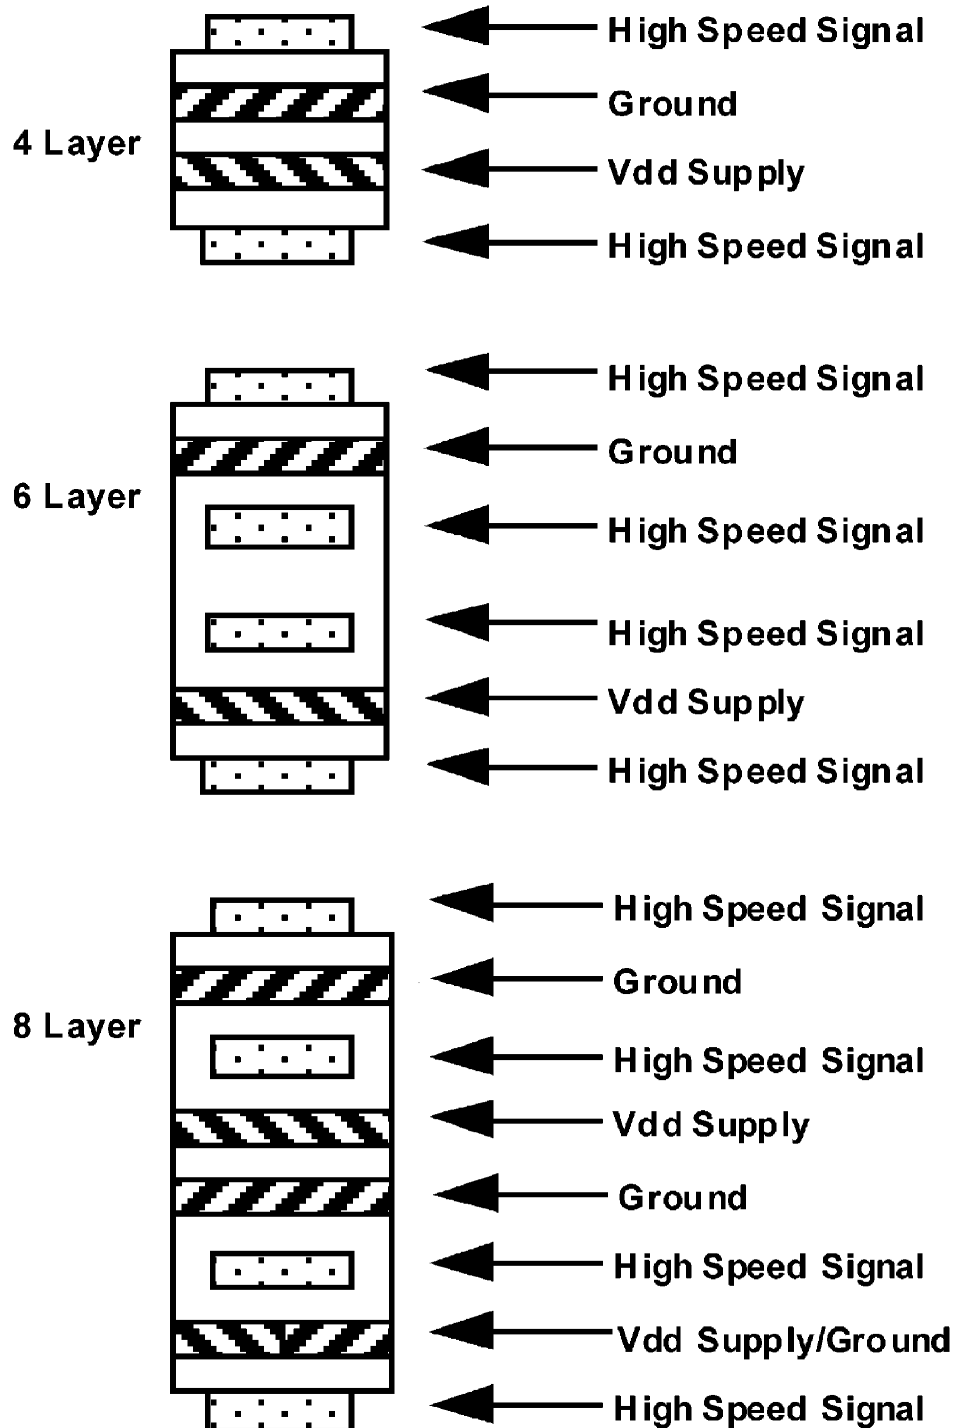 High Speed Signal
Ground
4 Layer
Vdd Supply
High Speed Signal
High Speed Signal
Ground
6 Layer
High Speed Signal
High Speed Signal
Vdd Supply
High Speed Signal
High Speed Signal
Ground
8 Layer
High Speed Signal
Vdd Supply
Ground
High Speed Signal
Vdd Supply/Ground
High Speed Signal